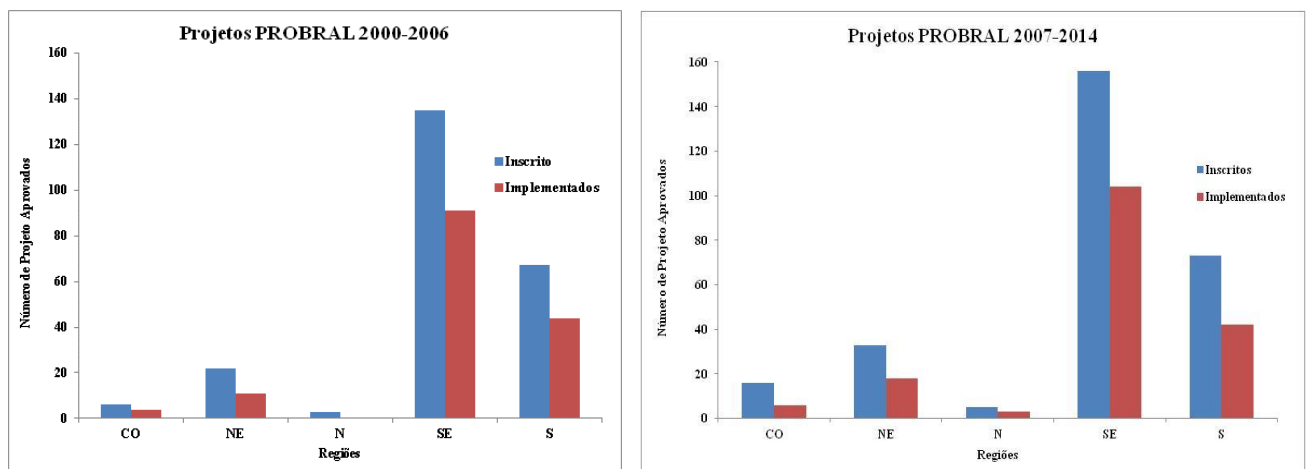 Projetos PROBRAL 2000-2006
160
140
120
100
80
60
40
20
0
Número de Projeto Aprovados
Inscrito
Implementados
CO NE N SE S
Regiões
Projetos PROBRAL 2007-2014
160
140
120
100
80
60
40
20
0
Número de Projeto Aprovados
Inscritos
Implementados
CO NE N SE S
Regiões